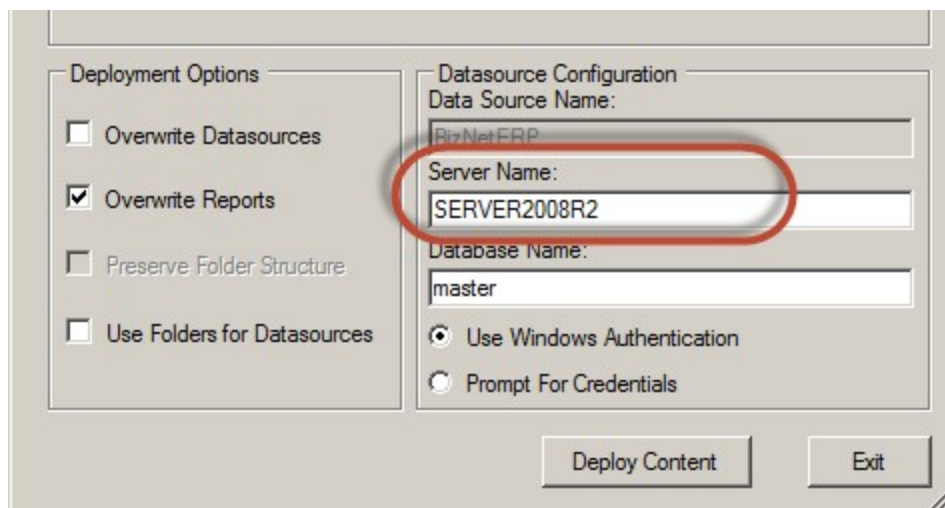 Deployment Options
Overwrite Datasources
Overwrite Reports
Preserve Folder Structure
Use Folders for Datasources
Datasource Configuration
Data Source Name:
BizNetERP
Server Name:
SERVER2008R2
Database Name:
master
Use Windows Authentication
Prompt For Credentials
Deploy Content
Exit